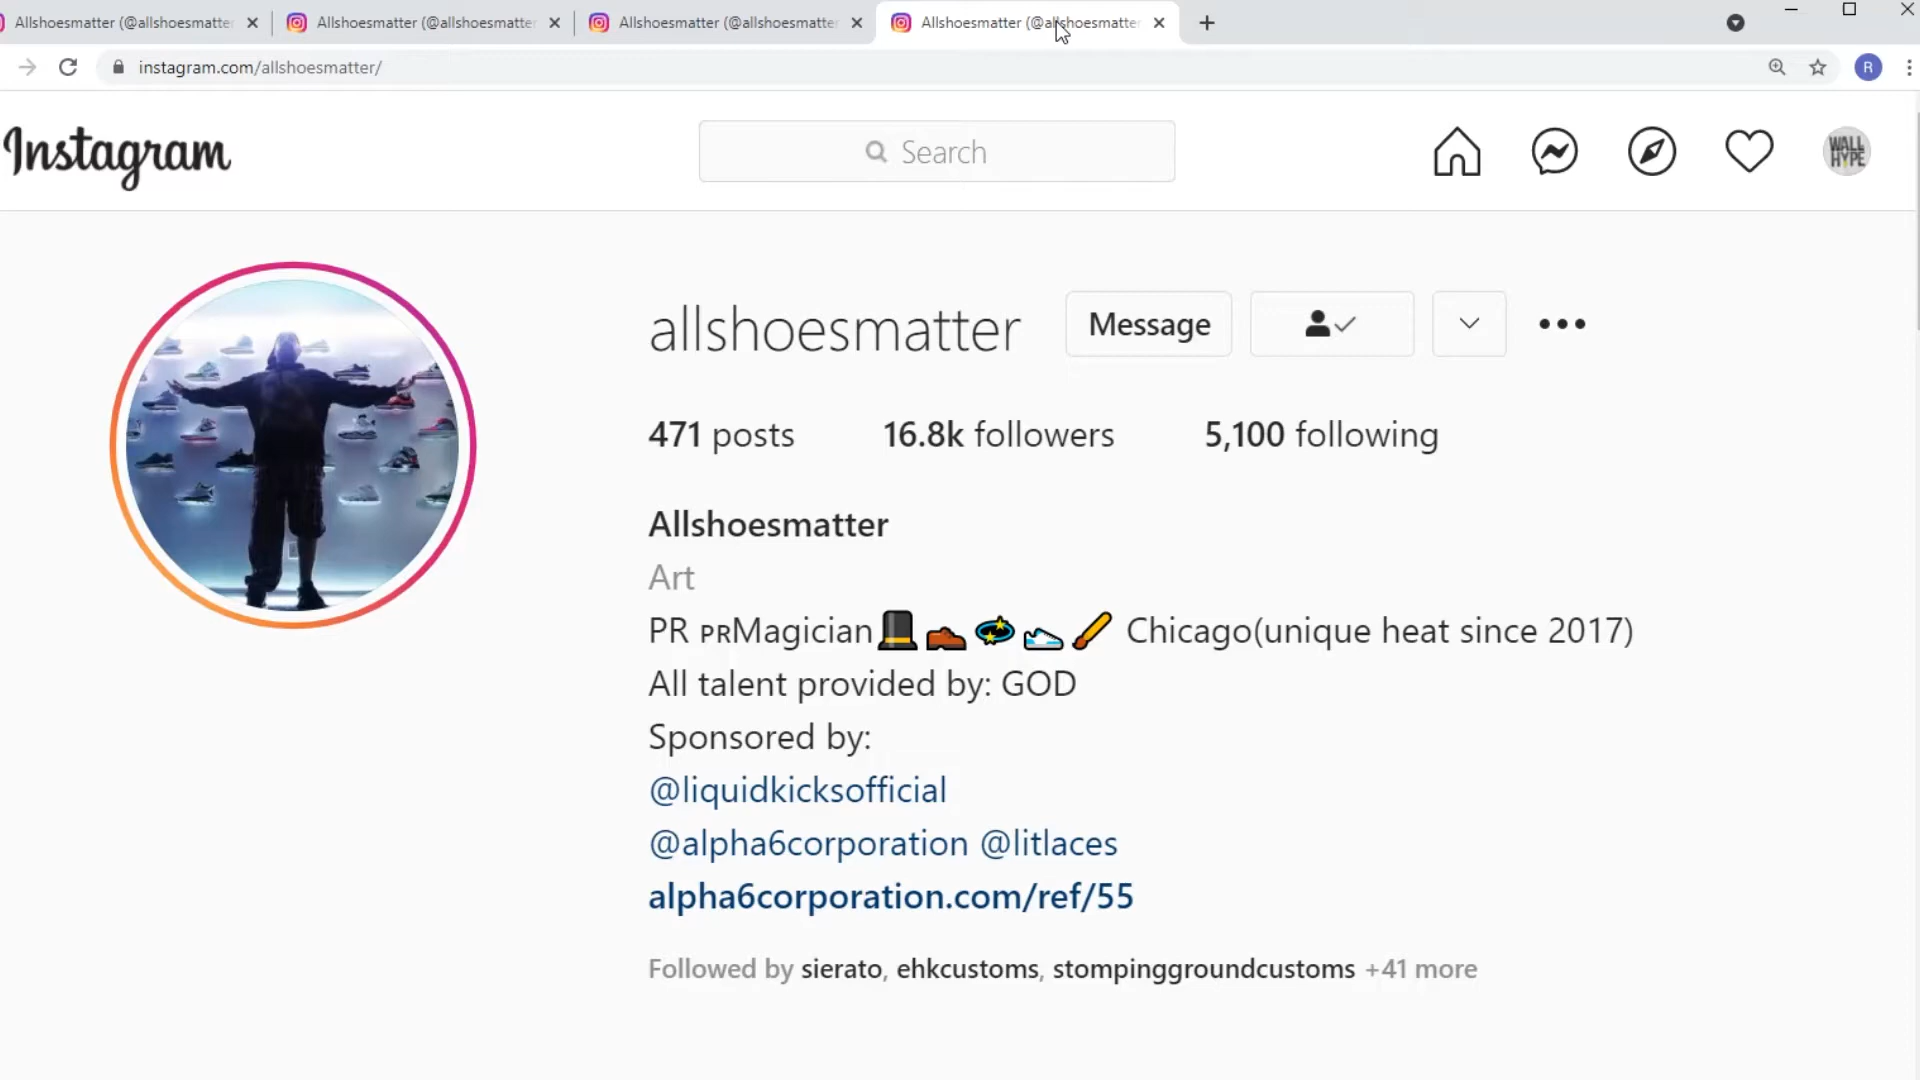 Allshoesmatter (@allshoesmatte
Allshoesmatter (@allshoesmatte
Allshoesmatter (@allshoesmatte
Allshoesmatter (@allshoesmatte
instagram.com/allshoesmatter/
R
Instagram
Search
WALL HYPE
allshoesmatter
Message
471 posts
16.8k followers
5,100 following
Allshoesmatter
Art
PR ᴘʀMagician🎩👞💫👟🖌 Chicago(unique heat since 2017)
All talent provided by: GOD
Sponsored by:
@liquidkicksofficial
@alpha6corporation @litlaces
alpha6corporation.com/ref/55
Followed by sierato, ehkcustoms, stompinggroundcustoms +41 more